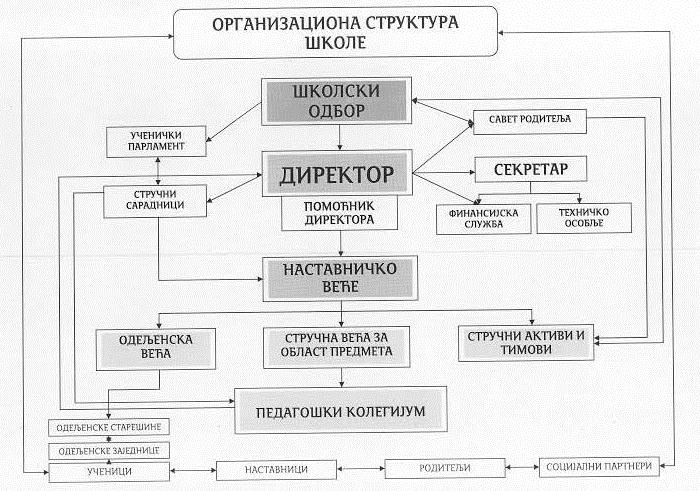 ОРГАНИЗАЦИОНА СТРУКТУРА
ШКОЛЕ
ШКОЛСКИ
ОДБОР
САВЕТ РОДИТЕЉА
УЧЕНИЧКИ
ПАРЛАМЕНТ
ДИРЕКТОР
СЕКРЕТАР
СТРУЧНИ
САРАДНИЦИ
ПОМОЋНИК
ДИРЕКТОРА
ФИНАНСИЈСКА
СЛУЖБА
ТЕХНИЧКО
ОСОБЉЕ
НАСТАВНИЧКО
ВЕЋЕ
ОДЕЉЕНСКА
ВЕЋА
СТРУЧНА ВЕЋА ЗА
ОБЛАСТ ПРЕДМЕТА
СТРУЧНИ АКТИВИ И
ТИМОВИ
ПЕДАГОШКИ КОЛЕГИЈУМ
ОДЕЉЕНСКЕ СТАРЕШИНЕ
ОДЕЉЕНСКЕ ЗАЈЕДНИЦЕ
УЧЕНИЦИ
НАСТАВНИЦИ
РОДИТЕЉИ
СОЦИЈАЛНИ ПАРТНЕРИ